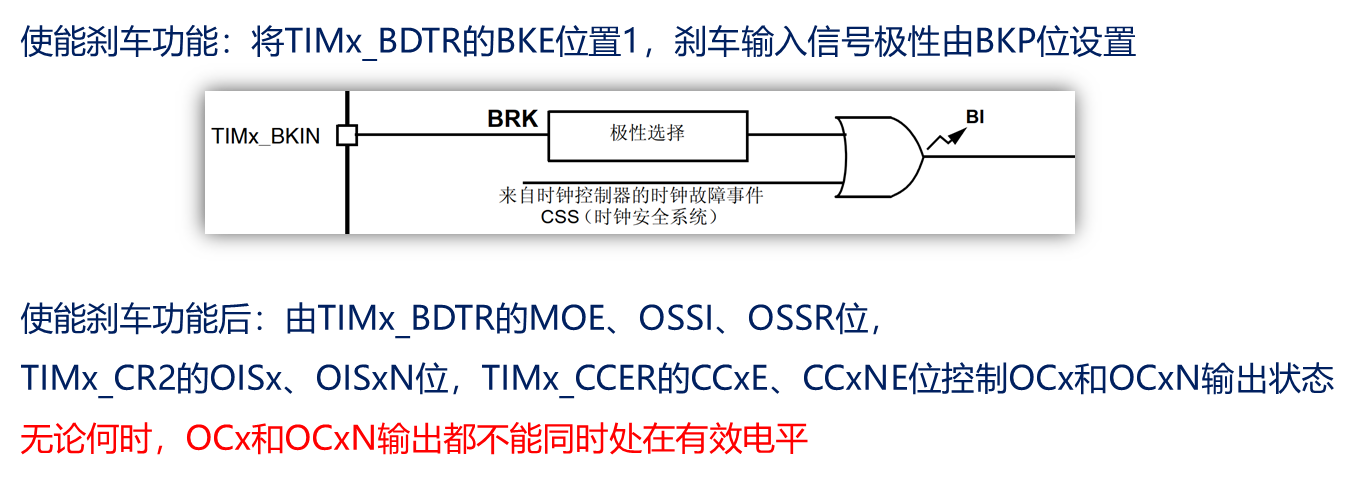 使能刹车功能：将TIMx_BDTR的BKE位置1，刹车输入信号极性由BKP位设置
TIMx_BKIN
BRK
极性选择
BI
来自时钟控制器的时钟故障事件
CSS（时钟安全系统）
使能刹车功能后：由TIMx_BDTR的MOE、OSSI、OSSR位，
TIMx_CR2的OISx、OISxN位，TIMx_CCER的CCxE、CCxNE位控制OCx和OCxN输出状态
无论何时，OCx和OCxN输出都不能同时处在有效电平